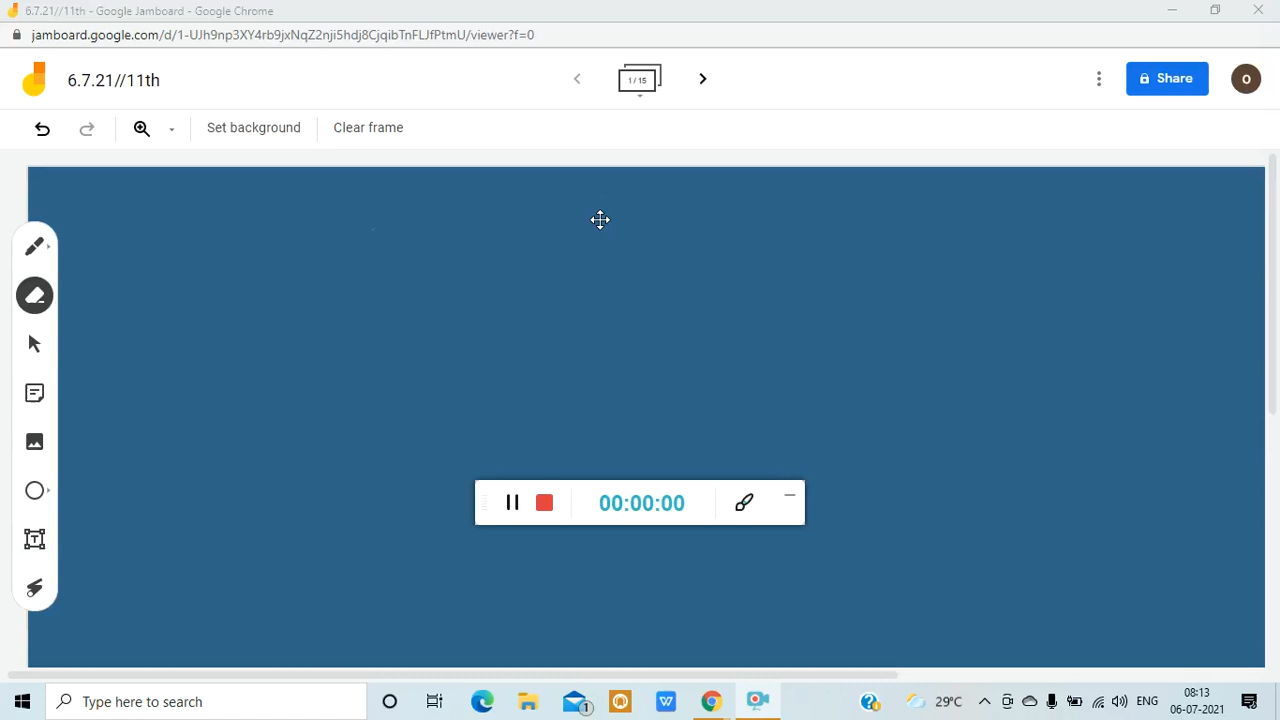 6.7.21//11th - Google Jamboard - Google Chrome
jamboard.google.com/d/1-UJh9np3XY4rb9jxNqZ2nji5hdj8CjqibTnFLJfPtmU/viewer?f=0
6.7.21//11th
1 / 15
Share
O
Set background
Clear frame
T
00:00:00
Type here to search
1
W
?
29°C
ENG
08:13
06-07-2021